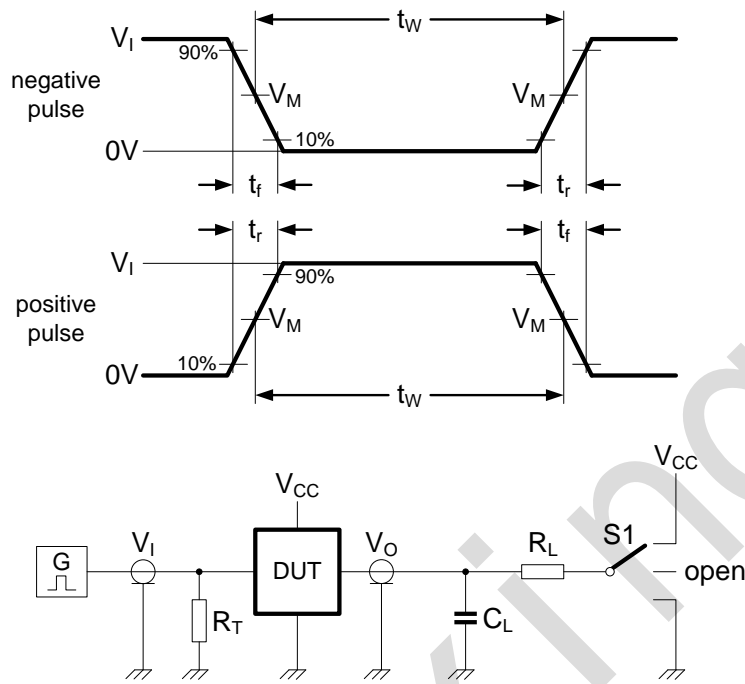 t_W
V_I
90%
negative
pulse
V_M
V_M
0V
10%
t_f
t_r
t_r
t_f
V_I
90%
positive
pulse
V_M
V_M
10%
0V
t_W
V_CC
V_CC
V_I
V_O
R_L
S1
G
DUT
open
R_T
C_L